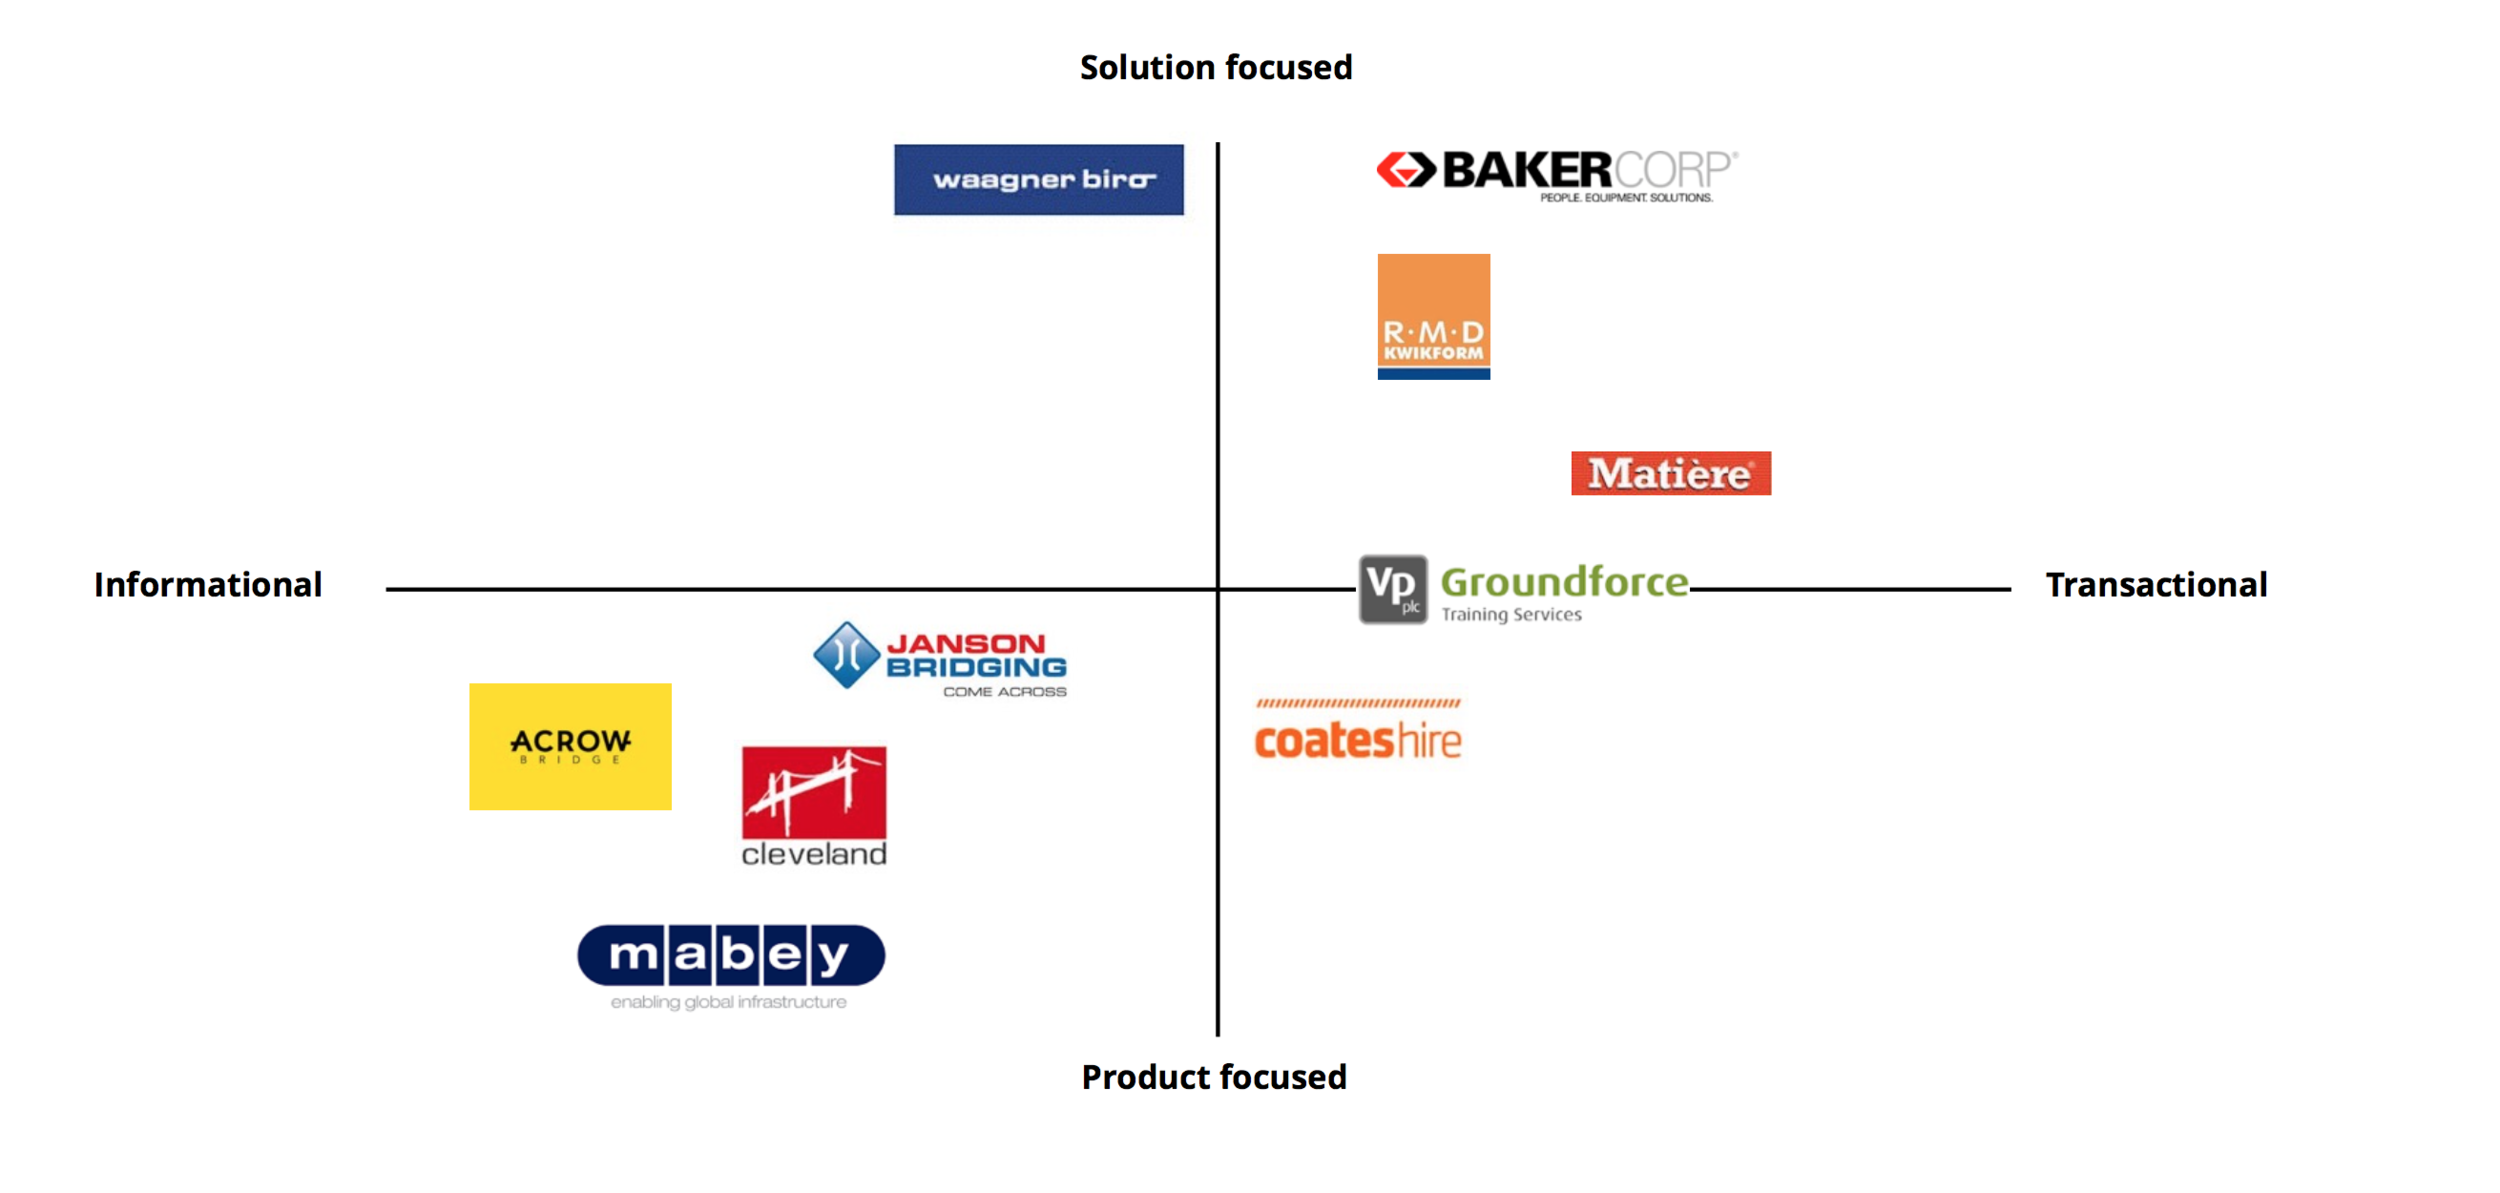 Solution focused
waagner biro
BAKERCORP®
PEOPLE. EQUIPMENT. SOLUTIONS.
R·M·D
KWIKFORM
Matière®
Informational
Vp
plc
Groundforce
Training Services
Transactional
JANSON
BRIDGING
COME ACROSS
ACROW
BRIDGE
coateshire
cleveland
mabey
enabling global infrastructure
Product focused